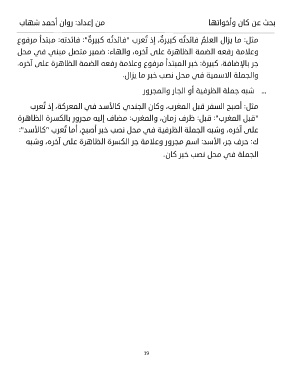 بحث عن كان وأخواتها
من إعداد: روان أحمد شهاب
مثل: ما يزال العلمُ فائدتُه كبيرةٌ، إذ تُعرب "فائدتُه كبيرةٌ": فائدته: مبتدأ مرفوع
وعلامة رفعه الضمة الظاهرة على آخره، والهاء: ضمير متصل مبني في محل
جر بالإضافة، كبيرة: خبر المبتدأ مرفوع وعلامة رفعه الضمة الظاهرة على آخره.
والجملة الاسمية في محل نصب خبر ما يزال.
شبه جملة الظرفية أو الجار والمجرور
مثل: أصبح السفر قبل المغرب، وكان الجندي كالأسد في المعركة، إذ تُعرب
"قبل المغرب": قبل: ظرف زمان، والمغرب: مضاف إليه مجرور بالكسرة الظاهرة
على آخره، وشبه الجملة الظرفية في محل نصب خبر أصبح، أما تُعرب "كالأسد":
ك: حرف جر، الأسد: اسم مجرور وعلامة جر الكسرة الظاهرة على آخره، وشبه
الجملة في محل نصب خبر كان.
19